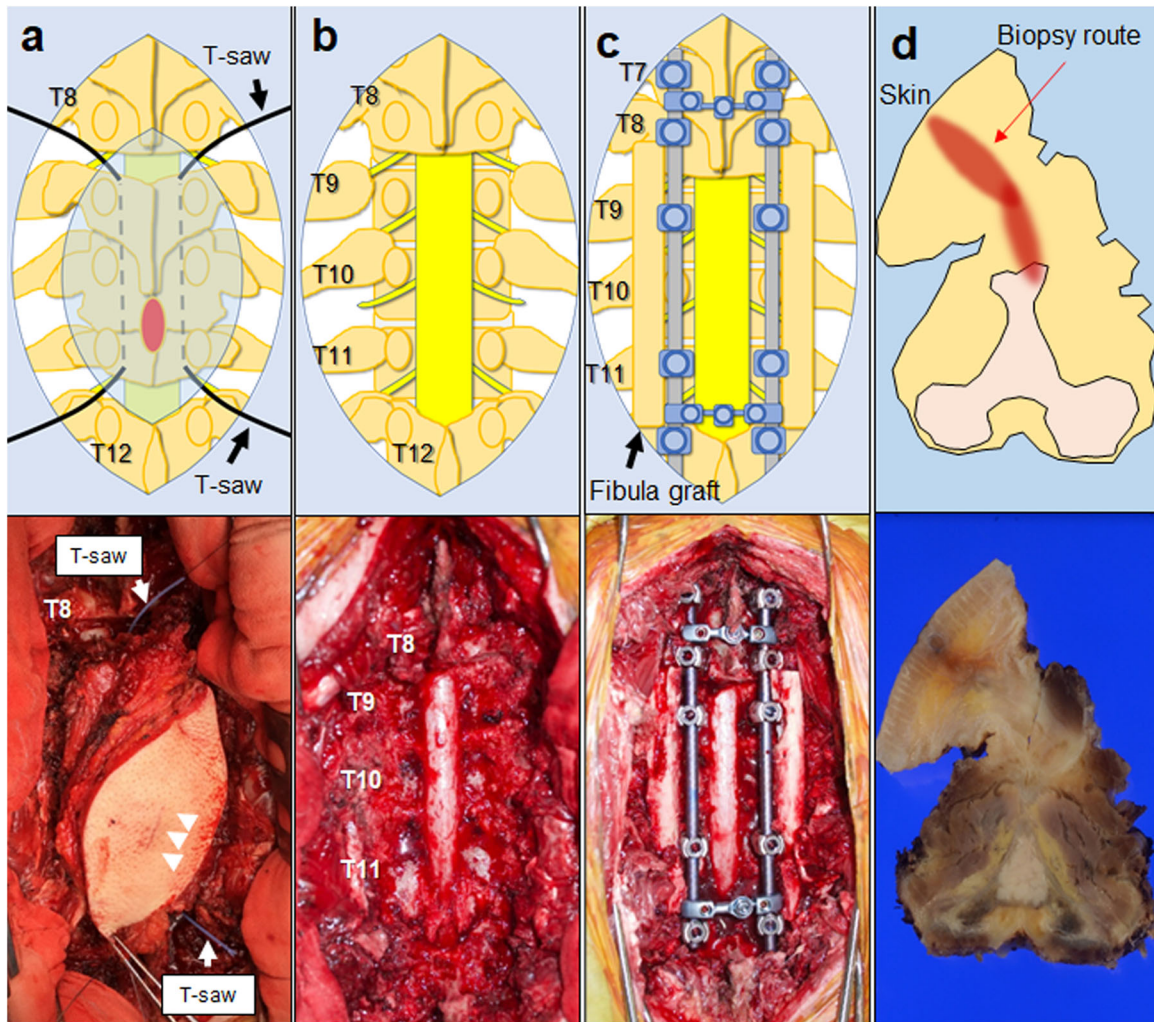 a
T-saw
T8
T12
T-saw
b
T8
T9
T10
T11
T12
c
T7
T8
T9
T10
T11
Fibula graft
d
Biopsy route
Skin
T-saw
T8
T-saw
T8
T9
T10
T11